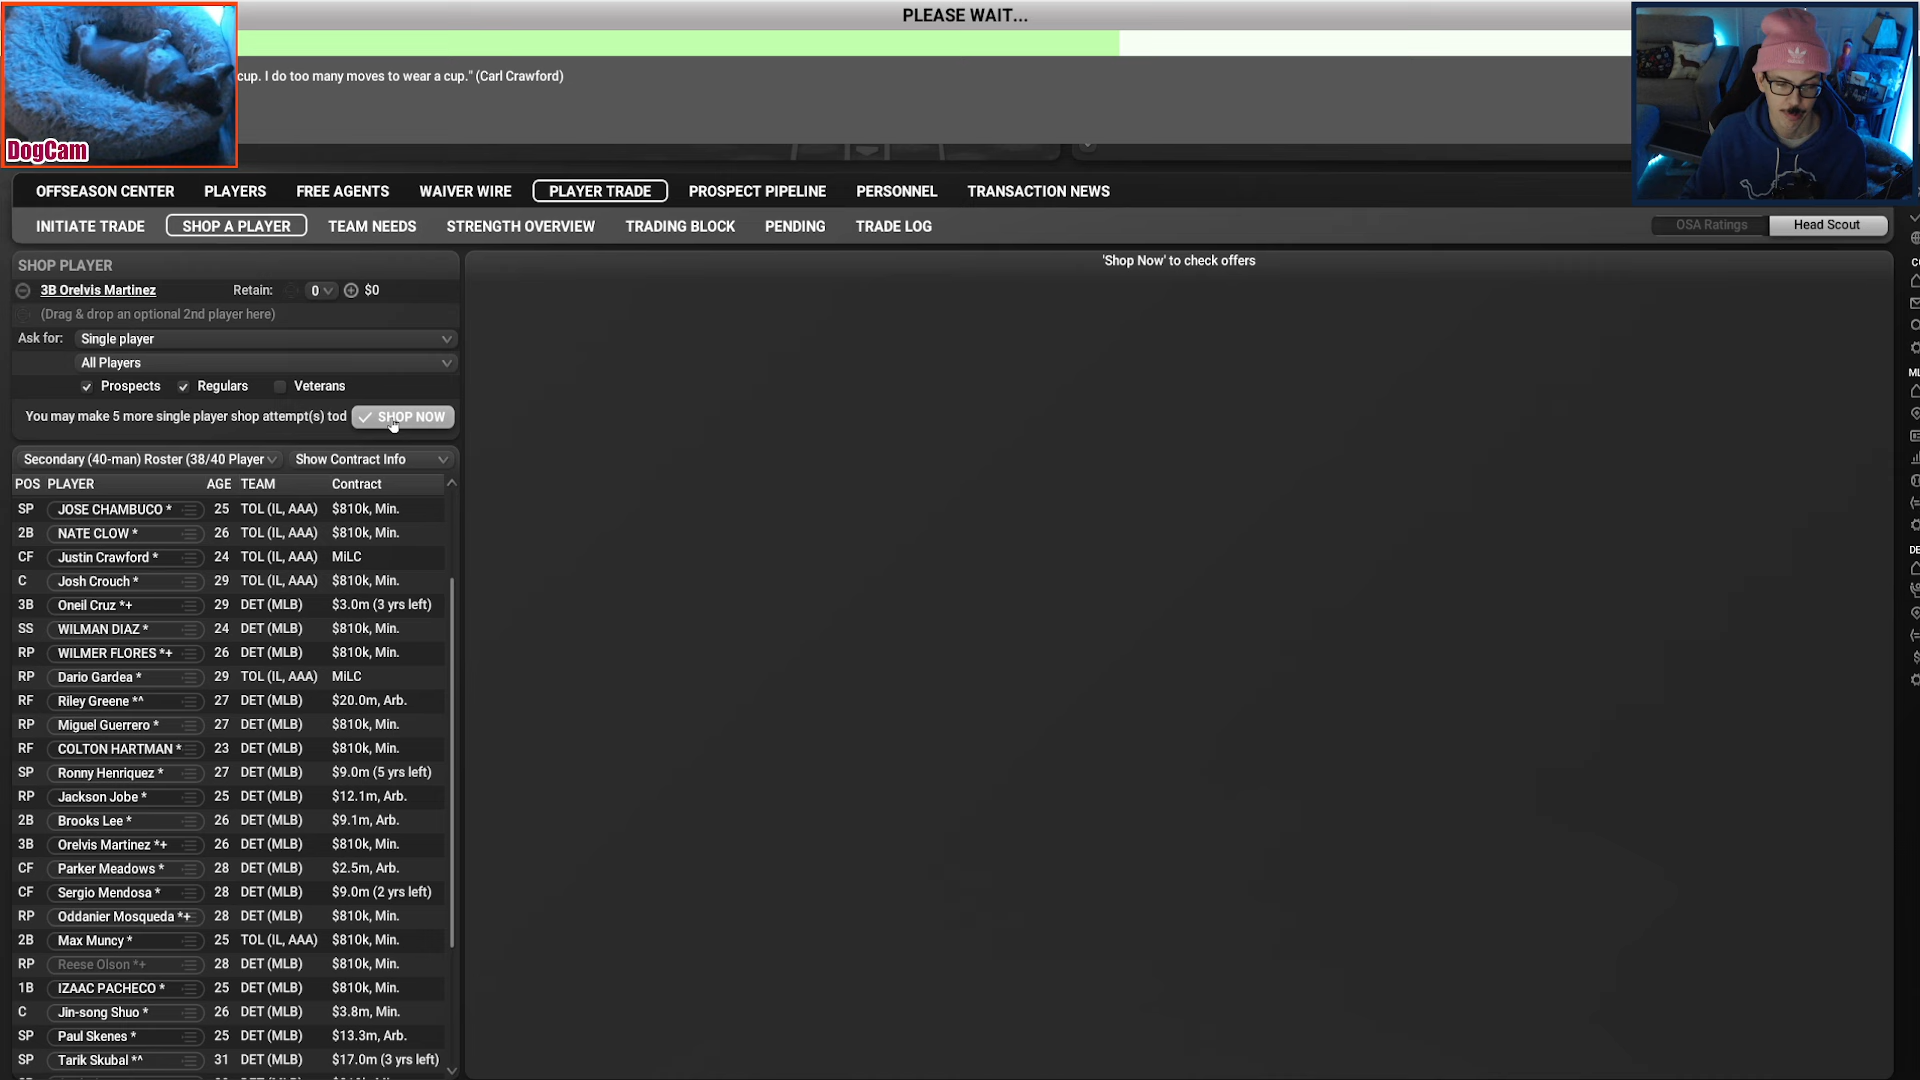 PLEASE WAIT...
cup. I do too many moves to wear a cup." (Carl Crawford)
DogCam
OFFSEASON CENTER PLAYERS FREE AGENTS WAIVER WIRE PLAYER TRADE PROSPECT PIPELINE PERSONNEL TRANSACTION NEWS
INITIATE TRADE SHOP A PLAYER TEAM NEEDS STRENGTH OVERVIEW TRADING BLOCK PENDING TRADE LOG OSA Ratings Head Scout
SHOP PLAYER
'Shop Now' to check offers
3B Orelvis Martinez Retain: 0 $0
(Drag & drop an optional 2nd player here)
Ask for: Single player
All Players
Prospects Regulars Veterans
You may make 5 more single player shop attempt(s) tod SHOP NOW
Secondary (40-man) Roster (38/40 Player Show Contract Info
POS PLAYER AGE TEAM Contract
SP JOSE CHAMBUCO * 25 TOL (IL, AAA) $810k, Min.
2B NATE CLOW * 26 TOL (IL, AAA) $810k, Min.
CF Justin Crawford * 24 TOL (IL, AAA) MiLC
C Josh Crouch * 29 TOL (IL, AAA) $810k, Min.
3B Oneil Cruz *+ 29 DET (MLB) $3.0m (3 yrs left)
SS WILMAN DIAZ * 24 DET (MLB) $810k, Min.
RP WILMER FLORES *+ 26 DET (MLB) $810k, Min.
RP Dario Gardea * 29 TOL (IL, AAA) MiLC
RF Riley Greene *^ 27 DET (MLB) $20.0m, Arb.
RP Miguel Guerrero * 27 DET (MLB) $810k, Min.
RF COLTON HARTMAN * 23 DET (MLB) $810k, Min.
SP Ronny Henriquez * 27 DET (MLB) $9.0m (5 yrs left)
RP Jackson Jobe * 25 DET (MLB) $12.1m, Arb.
2B Brooks Lee * 26 DET (MLB) $9.1m, Arb.
3B Orelvis Martinez *+ 26 DET (MLB) $810k, Min.
CF Parker Meadows * 28 DET (MLB) $2.5m, Arb.
CF Sergio Mendosa * 28 DET (MLB) $9.0m (2 yrs left)
RP Oddanier Mosqueda *+ 28 DET (MLB) $810k, Min.
2B Max Muncy * 25 TOL (IL, AAA) $810k, Min.
RP Reese Olson *+ 28 DET (MLB) $810k, Min.
1B IZAAC PACHECO * 25 DET (MLB) $810k, Min.
C Jin-song Shuo * 26 DET (MLB) $3.8m, Min.
SP Paul Skenes * 25 DET (MLB) $13.3m, Arb.
SP Tarik Skubal *^ 31 DET (MLB) $17.0m (3 yrs left)